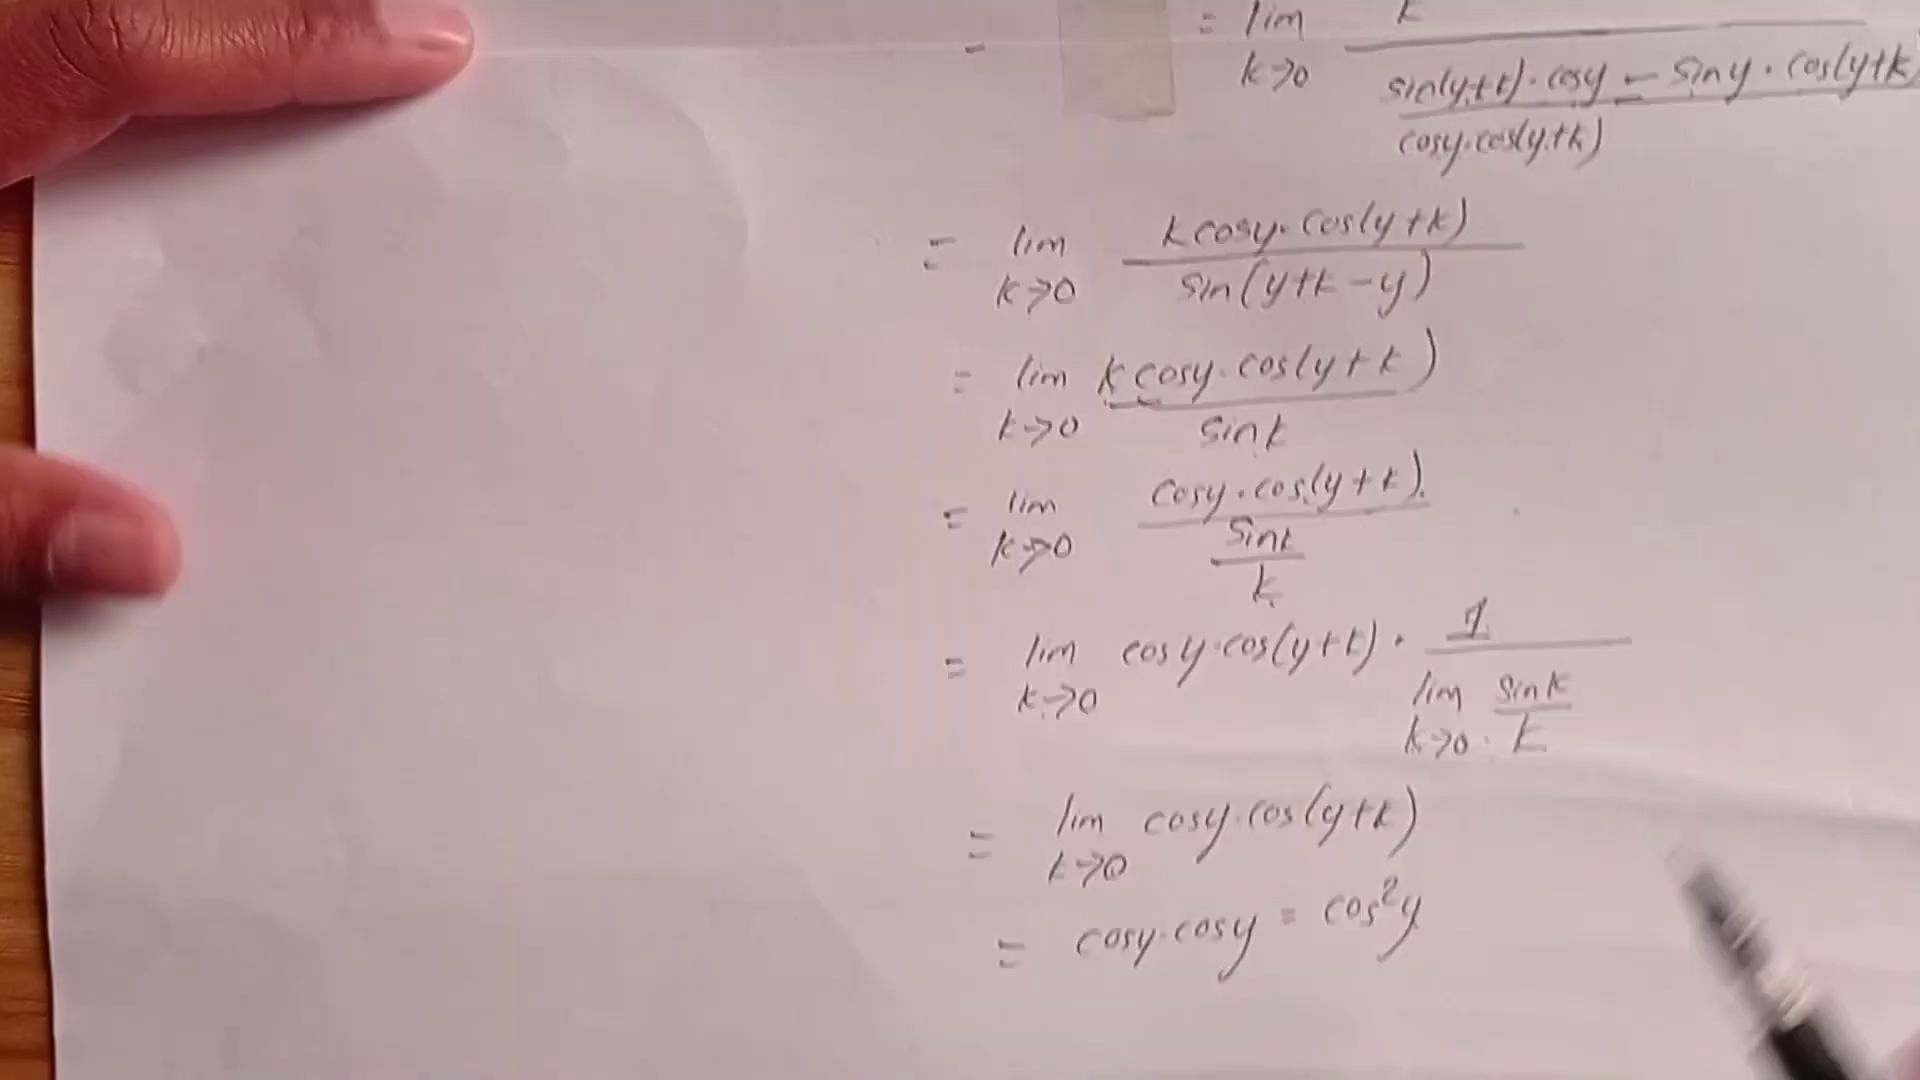 = lim k
k→0 sin(y+k)·cosy - siny·cos(y+k)
cosy·cos(y+k)
= lim kcosy·cos(y+k)
k→0 sin(y+k-y)
= lim kcosy·cos(y+k)
k→0 sink
= lim cosy·cos(y+k)
k→0 sink
k
= lim cosy·cos(y+k) · 1
k→0 lim sink
k→0 k
= lim cosy·cos(y+k)
k→0
= cosy·cosy = cos²y